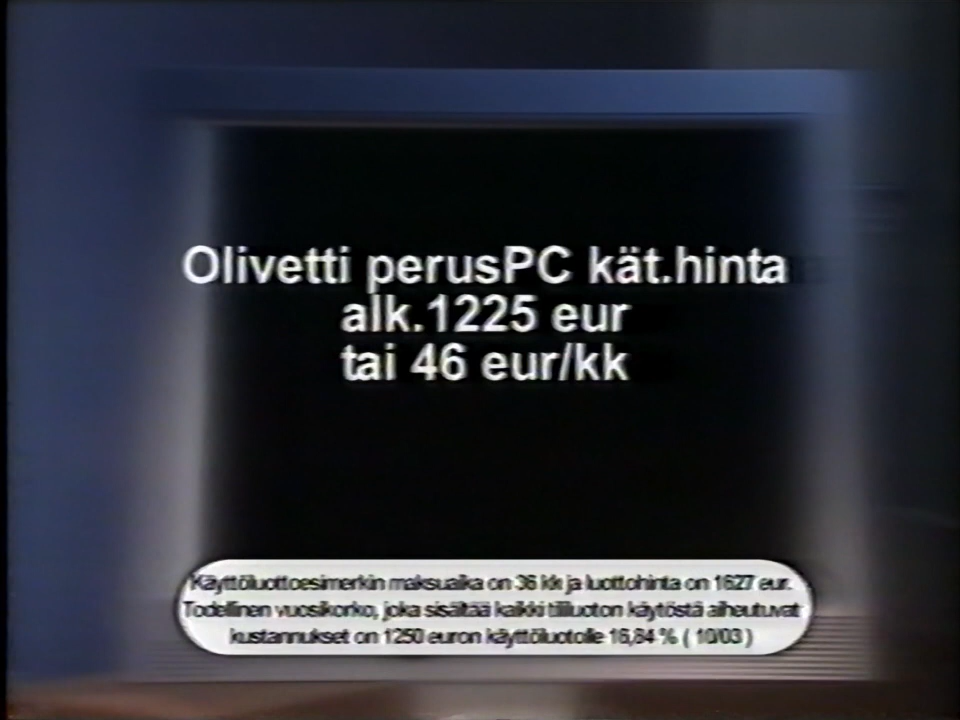 Olivetti perusPC kät.hinta
alk.1225 eur
tai 46 eur/kk
Käyttöluottoesimerkin maksuaika on 36 kk ja luottohinta on 1627 eur.
Todellinen vuosikorko, joka sisältää kaikki tililuoton käytöstä aiheutuvat
kustannukset on 1250 euron käyttöluotolle 16,84 % ( 10/03 )